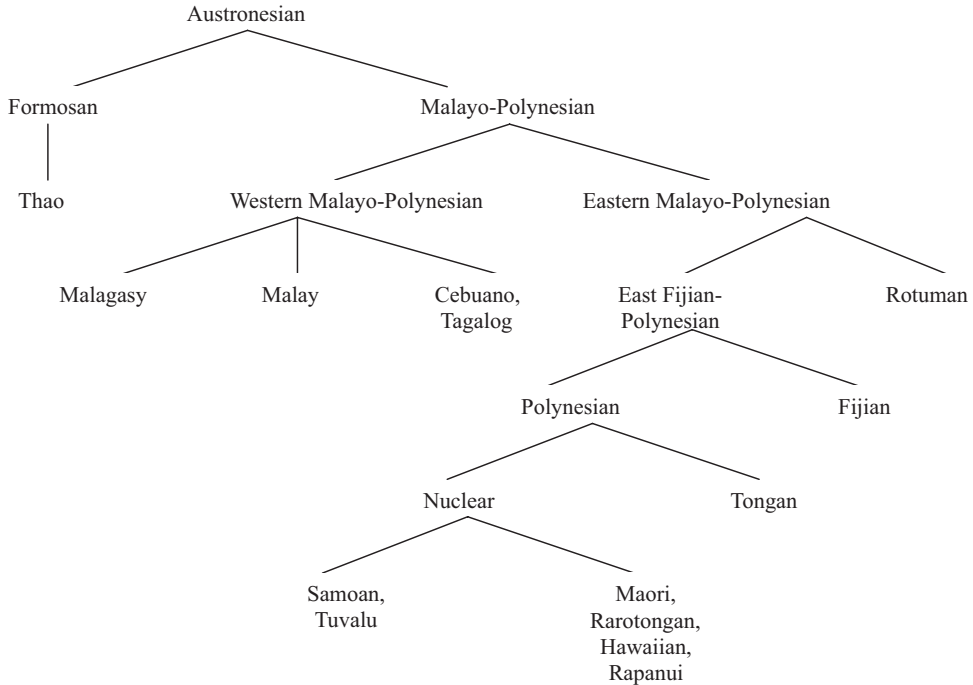 Austronesian
Formosan
Malayo-Polynesian
Thao
Western Malayo-Polynesian
Eastern Malayo-Polynesian
Malagasy
Malay
Cebuano,
Tagalog
East Fijian-
Polynesian
Rotuman
Polynesian
Fijian
Nuclear
Tongan
Samoan,
Tuvalu
Maori,
Rarotongan,
Hawaiian,
Rapanui